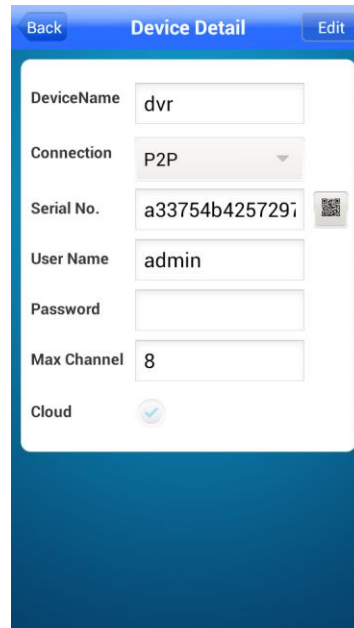 Back Device Detail Edit
DeviceName dvr
Connection P2P
Serial No. a33754b4257297
User Name admin
Password
Max Channel 8
Cloud